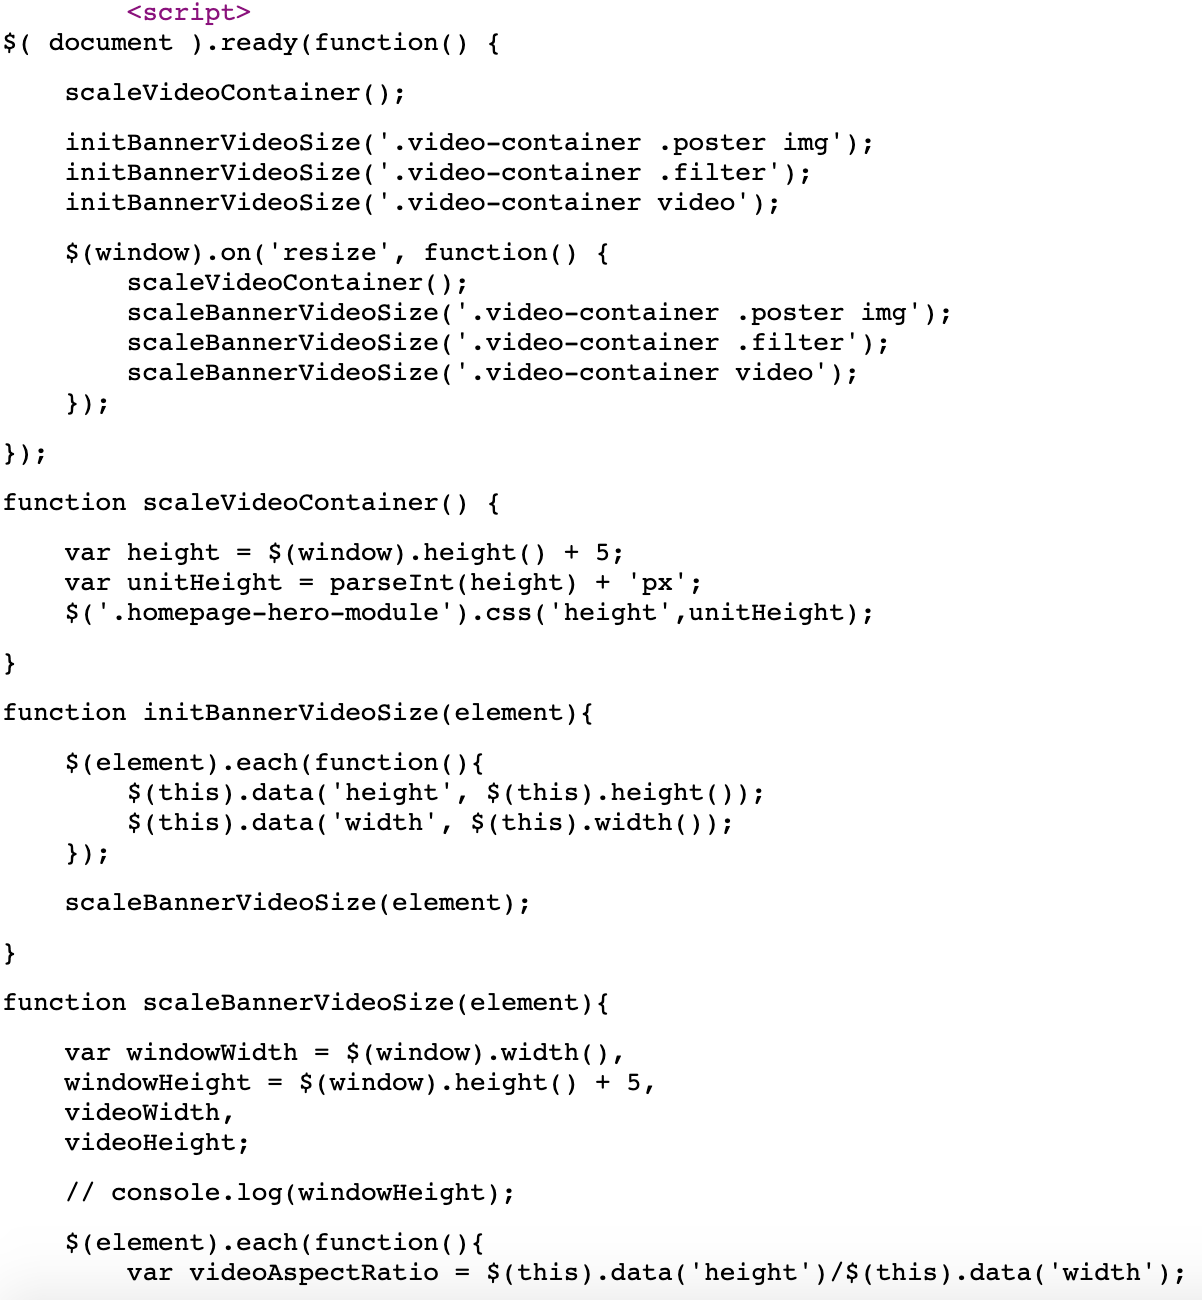 <script>
$( document ).ready(function() {
scaleVideoContainer();
initBannerVideoSize('.video-container .poster img');
initBannerVideoSize('.video-container .filter');
initBannerVideoSize('.video-container video');
$(window).on('resize', function() {
scaleVideoContainer();
scaleBannerVideoSize('.video-container .poster img');
scaleBannerVideoSize('.video-container .filter');
scaleBannerVideoSize('.video-container video');
});
});
function scaleVideoContainer() {
var height = $(window).height() + 5;
var unitHeight = parseInt(height) + 'px';
$('.homepage-hero-module').css('height',unitHeight);
}
function initBannerVideoSize(element){
$(element).each(function(){
$(this).data('height', $(this).height());
$(this).data('width', $(this).width());
});
scaleBannerVideoSize(element);
}
function scaleBannerVideoSize(element){
var windowWidth = $(window).width(),
windowHeight = $(window).height() + 5,
videoWidth,
videoHeight;
// console.log(windowHeight);
$(element).each(function(){
var videoAspectRatio = $(this).data('height')/$(this).data('width');